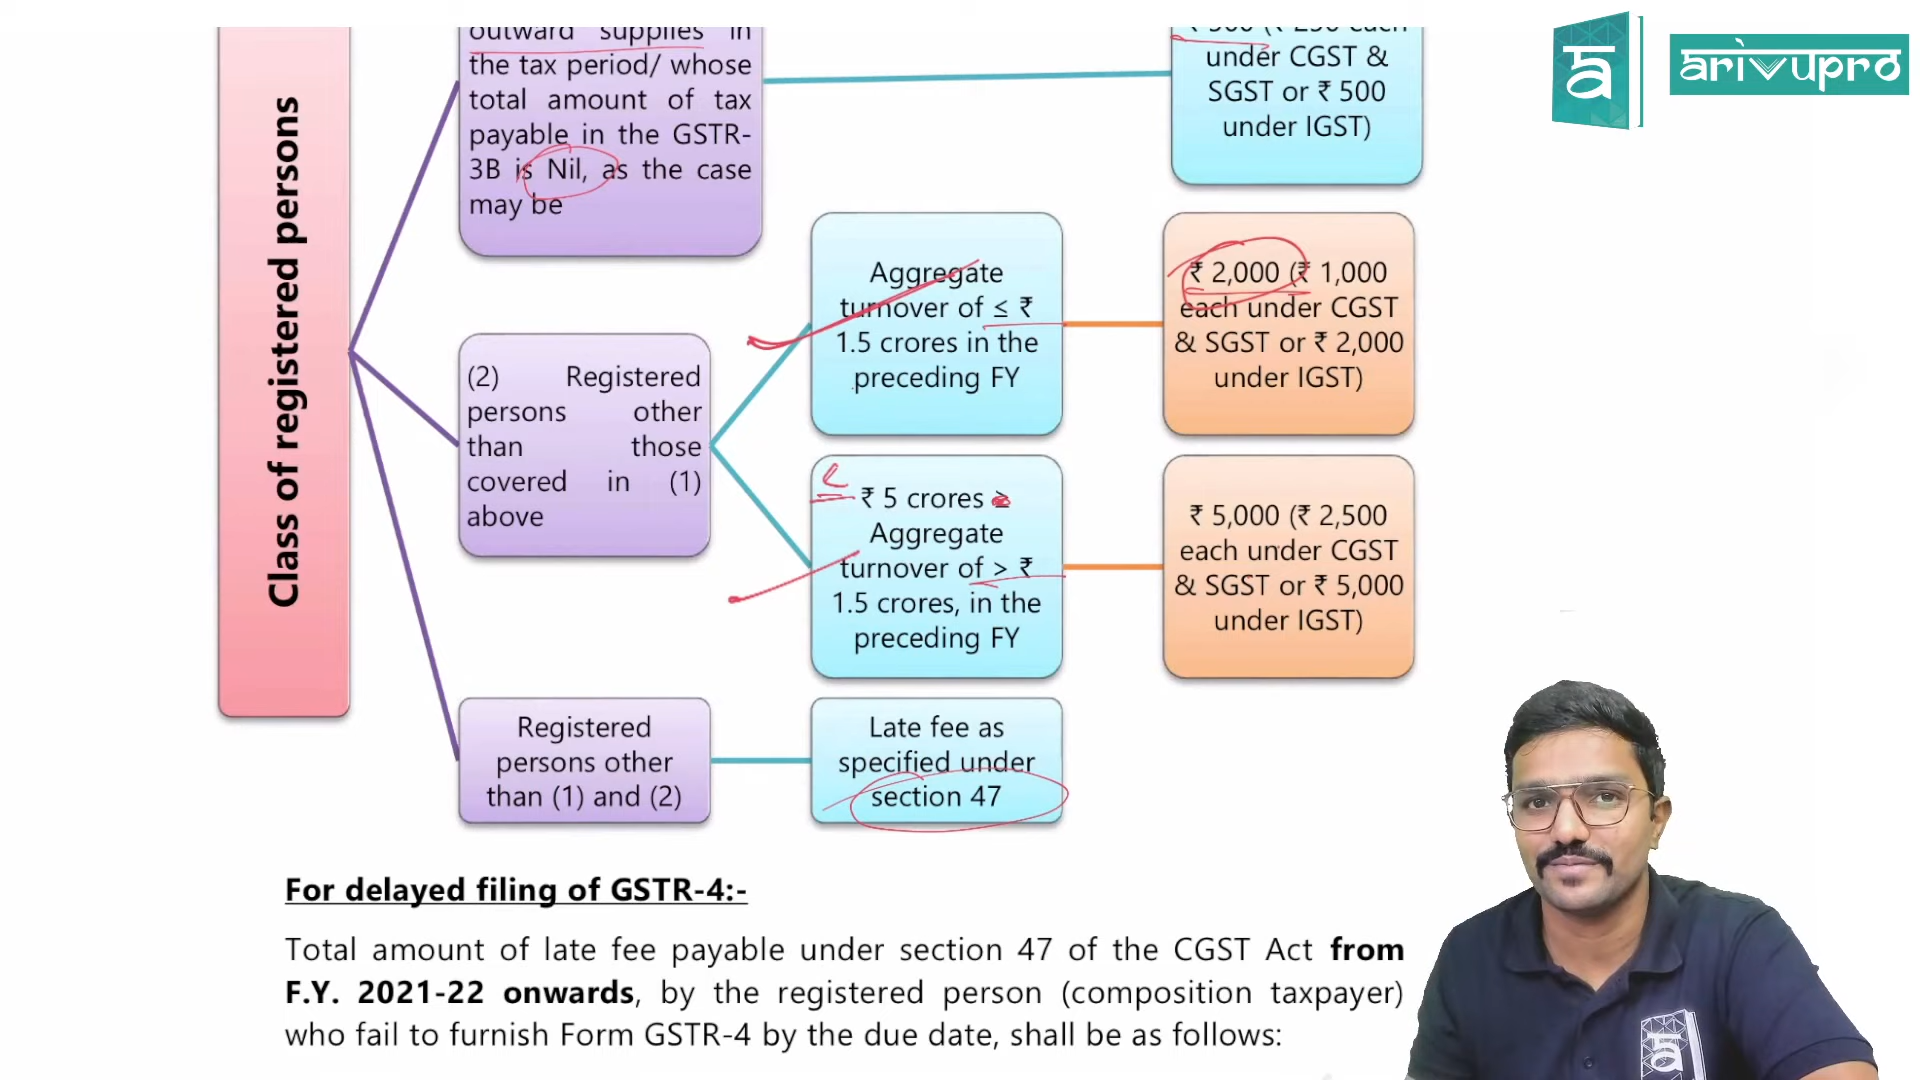 Class of registered persons
outward supplies in
the tax period/ whose
total amount of tax
payable in the GSTR-
3B is Nil, as the case
may be
₹ 500 (₹ 250 each
under CGST &
SGST or ₹ 500
under IGST)
(2) Registered
persons other
than those
covered in (1)
above
Aggregate
turnover of ≤ ₹
1.5 crores in the
preceding FY
₹ 2,000 (₹ 1,000
each under CGST
& SGST or ₹ 2,000
under IGST)
₹ 5 crores ≥
Aggregate
turnover of > ₹
1.5 crores, in the
preceding FY
₹ 5,000 (₹ 2,500
each under CGST
& SGST or ₹ 5,000
under IGST)
Registered
persons other
than (1) and (2)
Late fee as
specified under
section 47
For delayed filing of GSTR-4:-
Total amount of late fee payable under section 47 of the CGST Act from
F.Y. 2021-22 onwards, by the registered person (composition taxpayer)
who fail to furnish Form GSTR-4 by the due date, shall be as follows:
arivupro